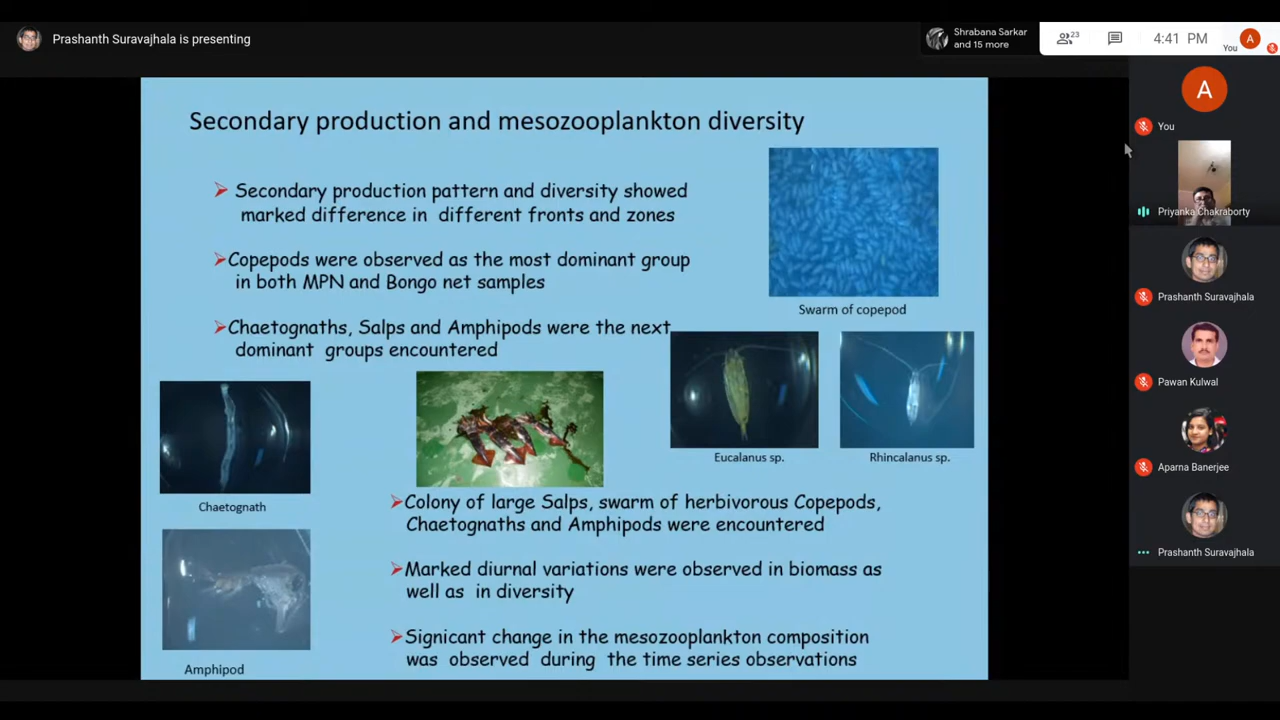 Prashanth Suravajhala is presenting
Shrabana Sarkar
and 15 more
23
4:41 PM
You
A
A
You
Priyanka Chakraborty
Prashanth Suravajhala
Pawan Kulwal
Aparna Banerjee
Prashanth Suravajhala
Secondary production and mesozooplankton diversity
Secondary production pattern and diversity showed
marked difference in different fronts and zones
Copepods were observed as the most dominant group
in both MPN and Bongo net samples
Chaetognaths, Salps and Amphipods were the next
dominant groups encountered
Swarm of copepod
Eucalanus sp.
Rhincalanus sp.
Chaetognath
Colony of large Salps, swarm of herbivorous Copepods,
Chaetognaths and Amphipods were encountered
Marked diurnal variations were observed in biomass as
well as in diversity
Signicant change in the mesozooplankton composition
was observed during the time series observations
Amphipod